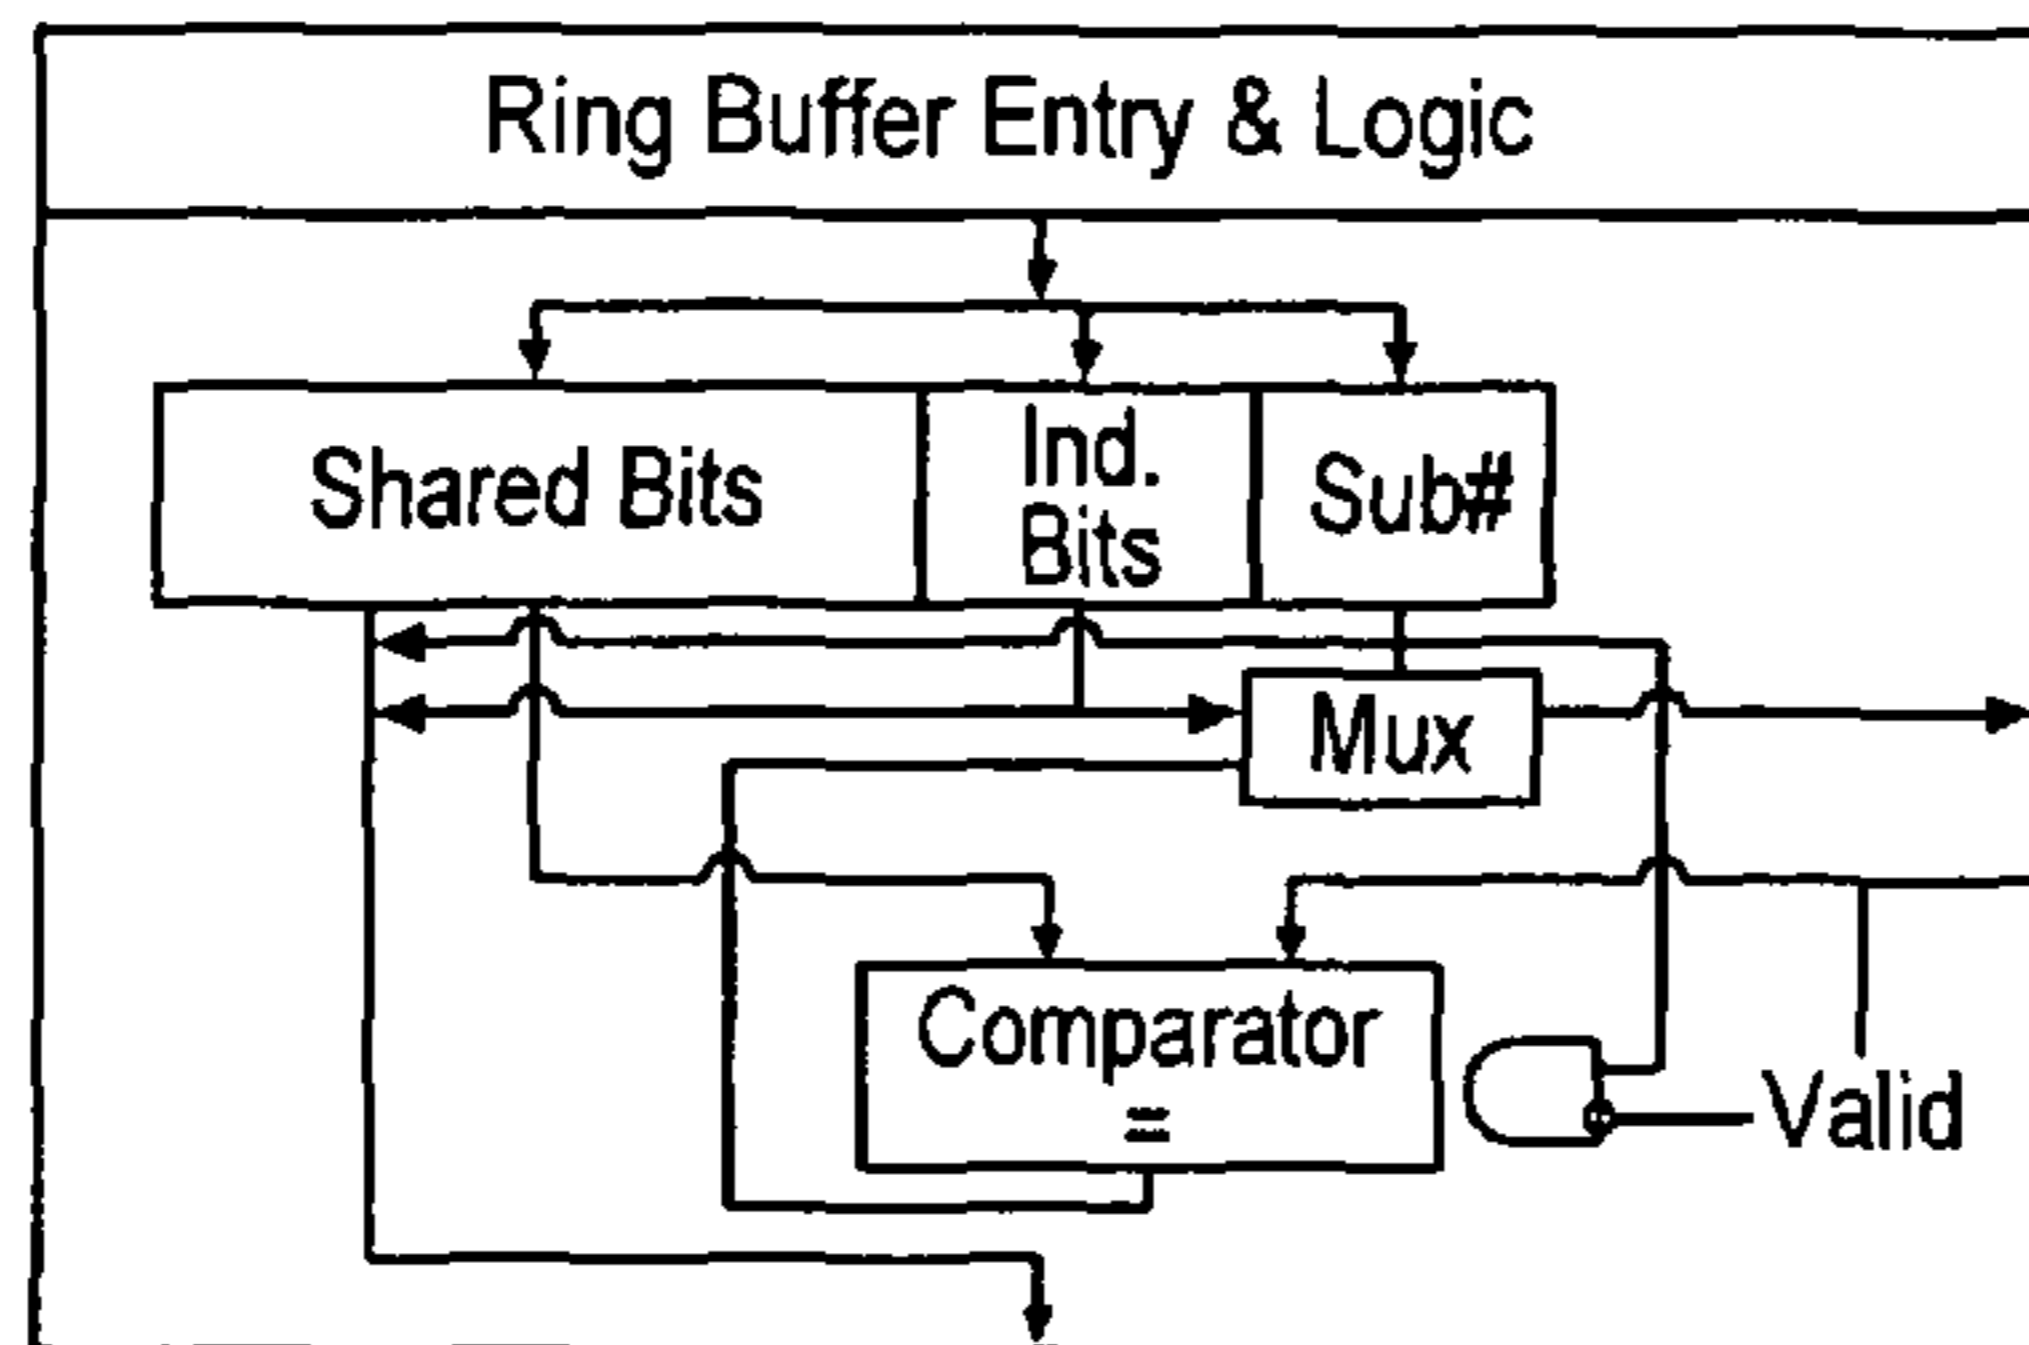 Ring Buffer Entry & Logic
Shared Bits
Ind.
Bits
Sub#
Mux
Comparator
=
Valid